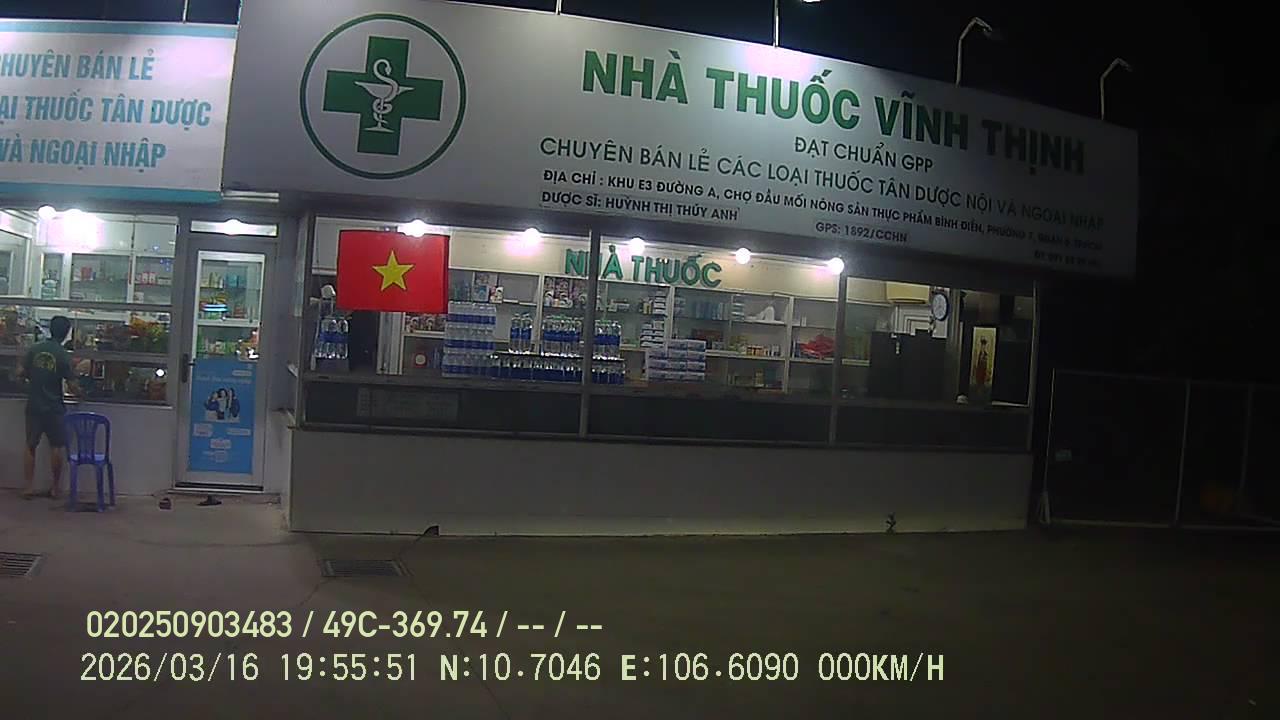 CHUYÊN BÁN LẺ
THUỐC TÂN DƯỢC
VÀ NGOẠI NHẬP
NHÀ THUỐC VĨNH THỊNH
ĐẠT CHUẨN GPP
CHUYÊN BÁN LẺ CÁC LOẠI THUỐC TÂN DƯỢC NỘI VÀ NGOẠI NHẬP
ĐỊA CHỈ : KHU E3 ĐƯỜNG A, CHỢ ĐẦU MỐI NÔNG SẢN THỰC PHẨM BÌNH ĐIỀN, PHƯỜNG 7, QUẬN 8
DƯỢC SĨ: HUỲNH THỊ THÚY ANH
GPS: 1892/CCHN
NHÀ THUỐC
020250903483 / 49C-369.74 / -- / --
2026/03/16 19:55:51 N:10.7046 E:106.6090 000KM/H